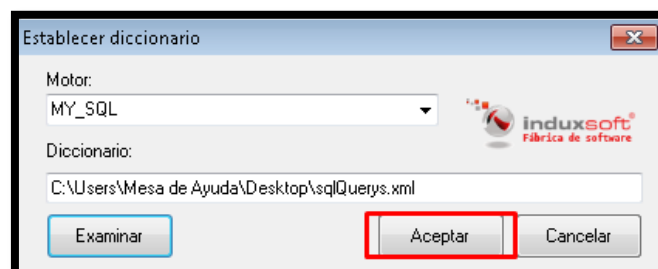 Establecer diccionario
Motor:
MY_SQL
induxsoft®
Fábrica de software
Diccionario:
C:\Users\Mesa de Ayuda\Desktop\sqlQuerys.xml
Examinar Aceptar Cancelar